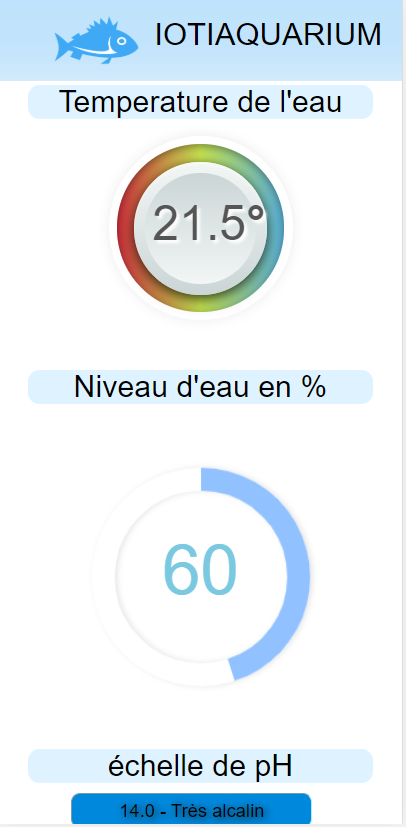 IOTIAQUARIUM
Temperature de l'eau
21.5°
Niveau d'eau en %
60
échelle de pH
14.0 - Très alcalin